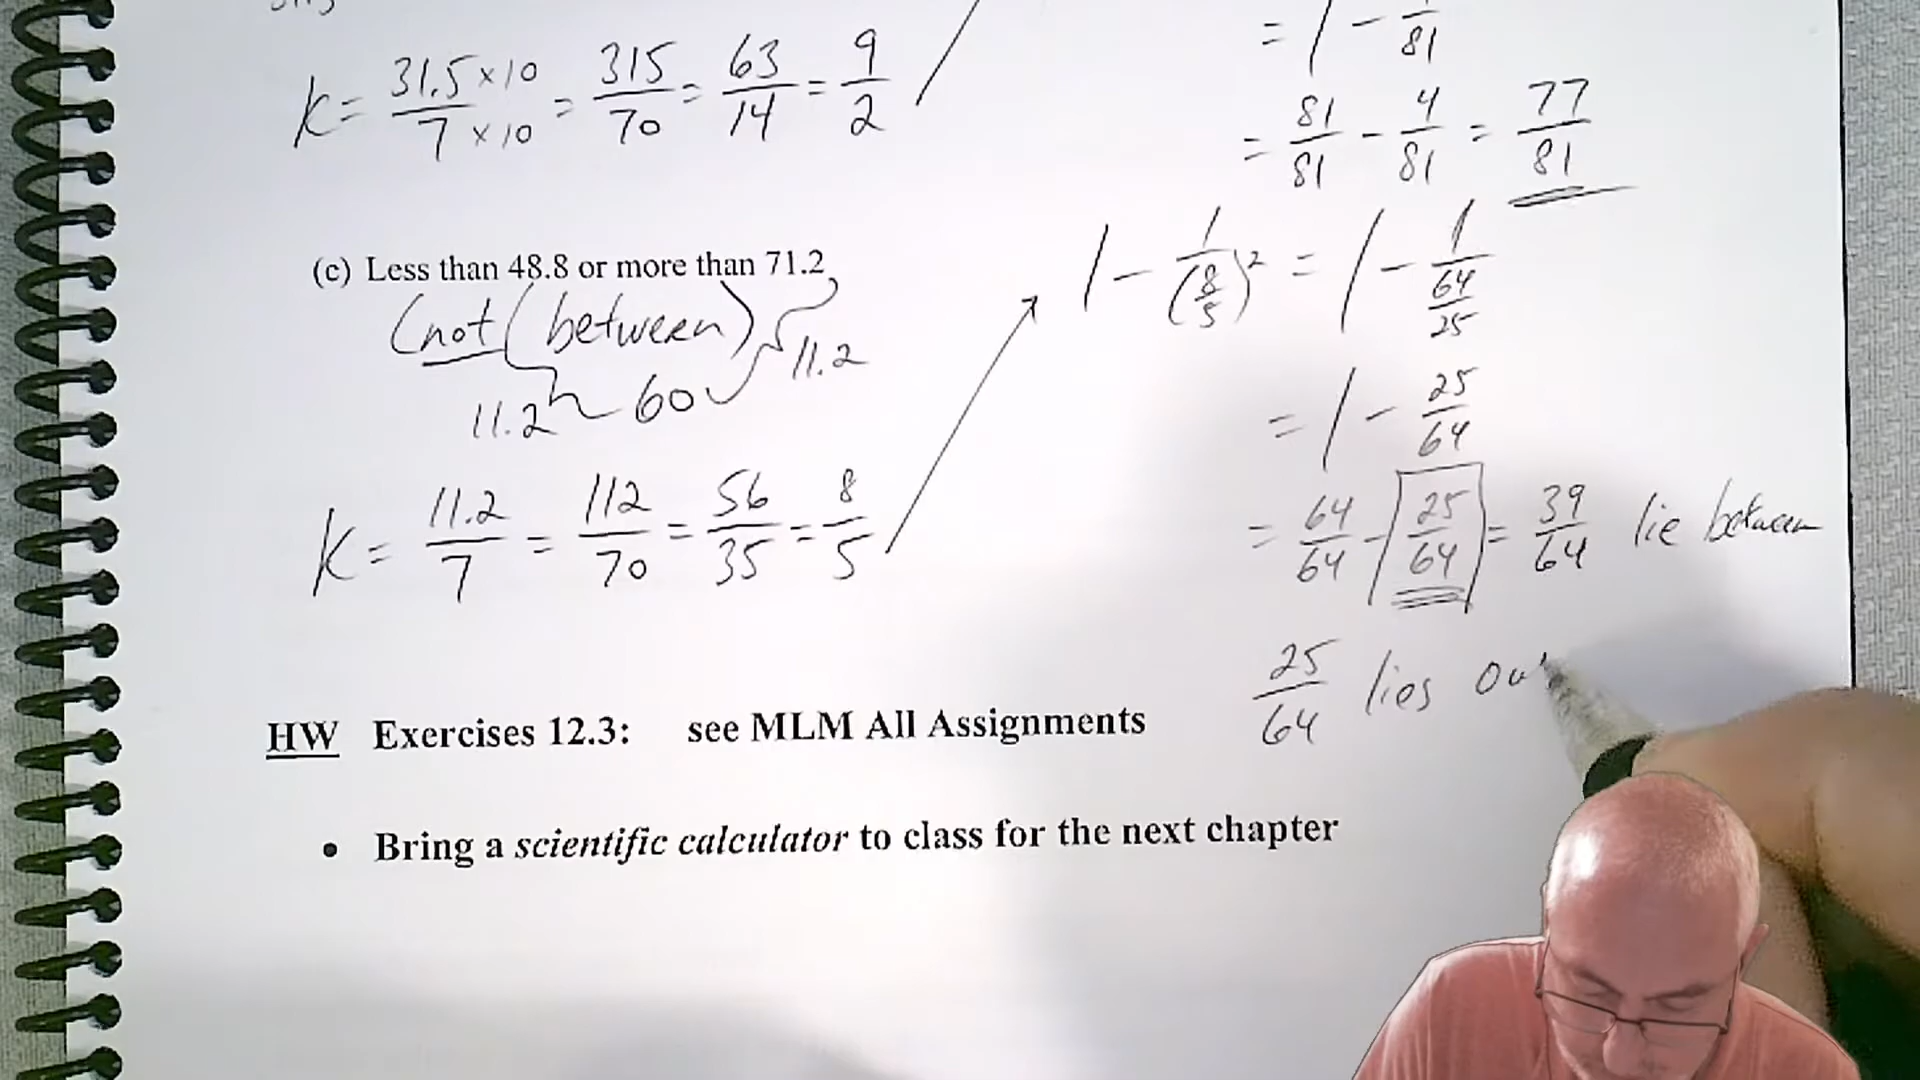 K = 31.5 × 10 / 7 × 10 = 315/70 = 63/14 = 9/2
= 1 - /81
= 81/81 - 4/81 = 77/81
(c) Less than 48.8 or more than 71.2
(not (between)
11.2 60 11.2
K = 11.2/7 = 112/70 = 56/35 = 8/5
1 - 1/(8/5)² = 1 - 1/(64/25)
= 1 - 25/64
= 64/64 - 25/64 = 39/64 lie between
25/64 lies out
HW Exercises 12.3: see MLM All Assignments
• Bring a scientific calculator to class for the next chapter